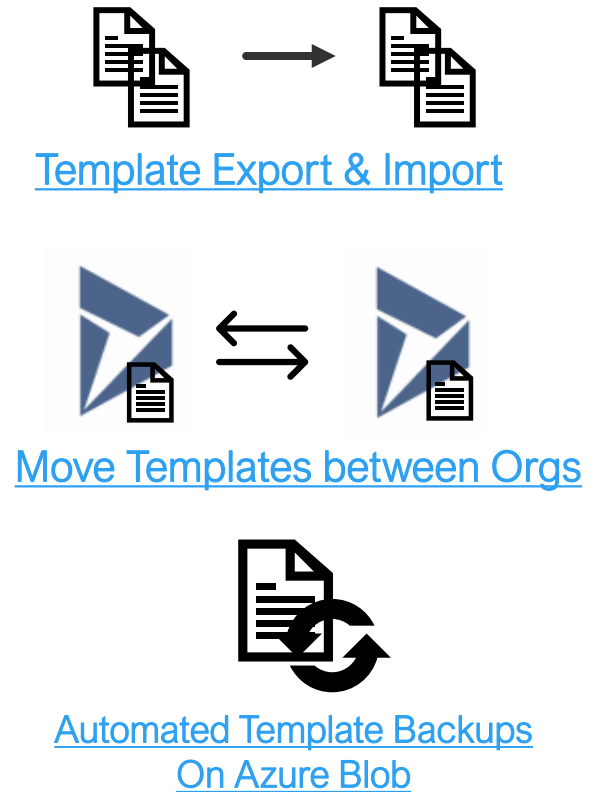 Template Export & Import
Move Templates between Orgs
Automated Template Backups
On Azure Blob